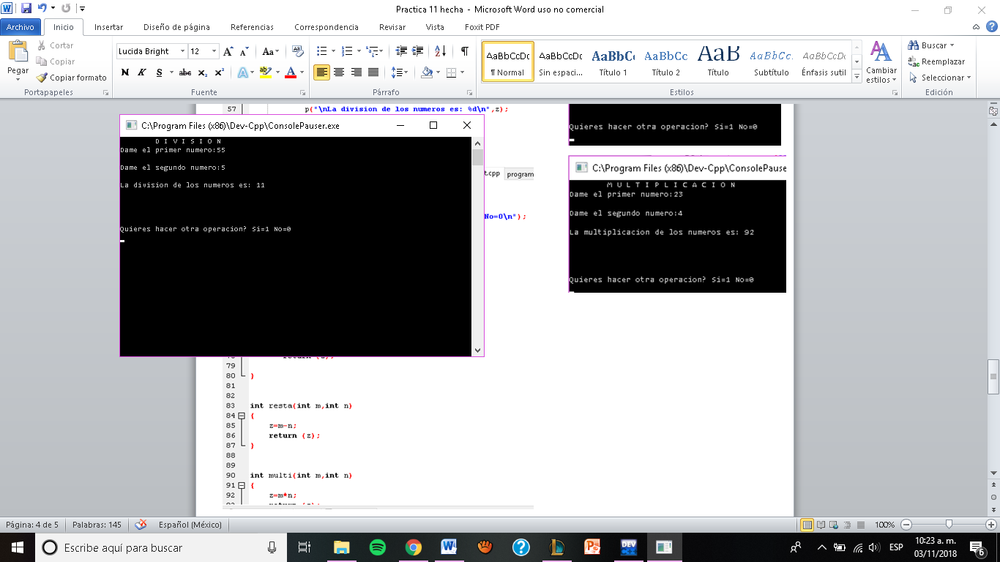 Practica 11 hecha - Microsoft Word uso no comercial
Archivo Inicio Insertar Diseño de página Referencias Correspondencia Revisar Vista Foxit PDF
Pegar
Cortar
Copiar
Copiar formato
Portapapeles
Lucida Bright 12
N K S abc x₂ x²
Fuente
Párrafo
AaBbCcDc AaBbCcDc AaBbCc AaBbCc AaB AaBbCc. AaBbCcDc
¶ Normal Sin espaci... Título 1 Título 2 Título Subtítulo Énfasis sutil
Cambiar estilos
Estilos
Buscar
Reemplazar
Seleccionar
Edición
57 p("\nLa division de los numeros es: %d\n",z);
C:\Program Files (x86)\Dev-Cpp\ConsolePauser.exe
D I V I S I O N
Dame el primer numero:55
Dame el segundo numero:5
La division de los numeros es: 11
Quieres hacer otra operacion? Si=1 No=0
t.cpp program
No=0\n");
Quieres hacer otra operacion? Si=1 No=0
C:\Program Files (x86)\Dev-Cpp\ConsolePause
M U L T I P L I C A C I O N
Dame el primer numero:23
Dame el segundo numero:4
La multiplicacion de los numeros es: 92
Quieres hacer otra operacion? Si=1 No=0
79
80 }
81
82
83 int resta(int m,int n)
84 {
85 z=m-n;
86 return (z);
87 }
88
89
90 int multi(int m,int n)
91 {
92 z=m*n;
Página: 4 de 5 Palabras: 145 Español (México) 100%
Escribe aquí para buscar
DEV
ESP
10:23 a. m.
03/11/2018
6